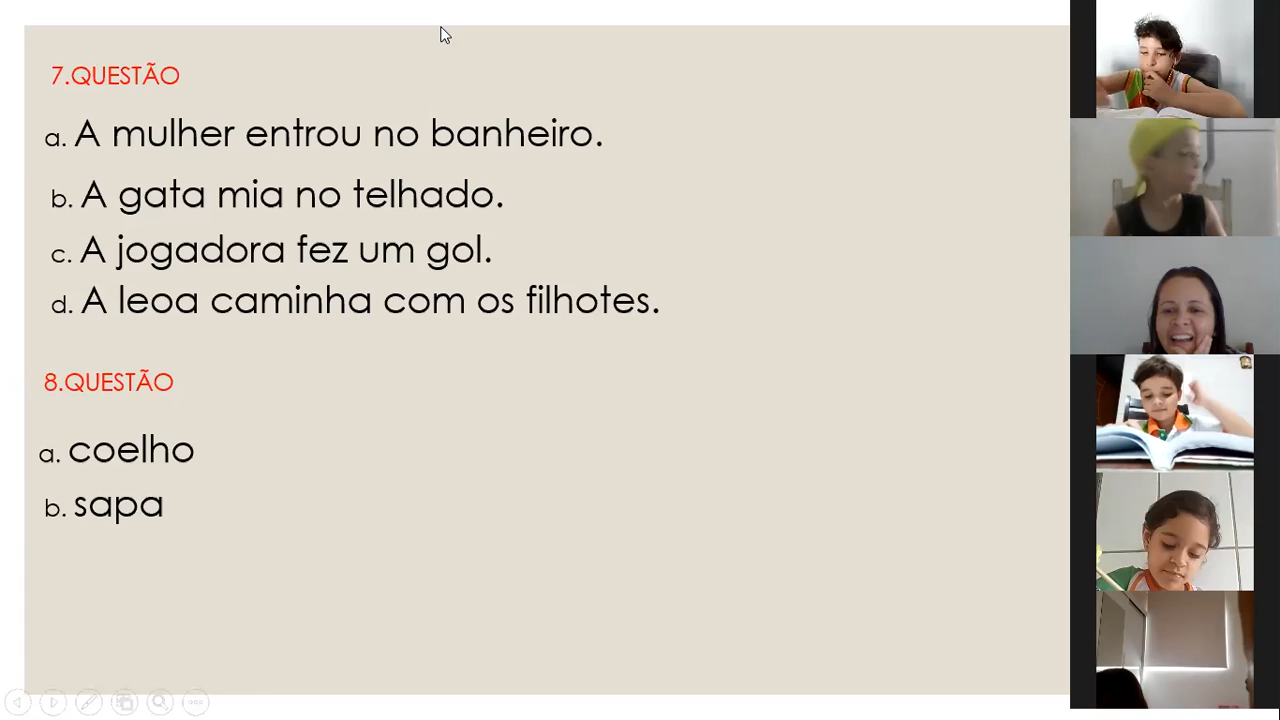 7.QUESTÃO
a. A mulher entrou no banheiro.
b. A gata mia no telhado.
c. A jogadora fez um gol.
d. A leoa caminha com os filhotes.
8.QUESTÃO
a. coelho
b. sapa